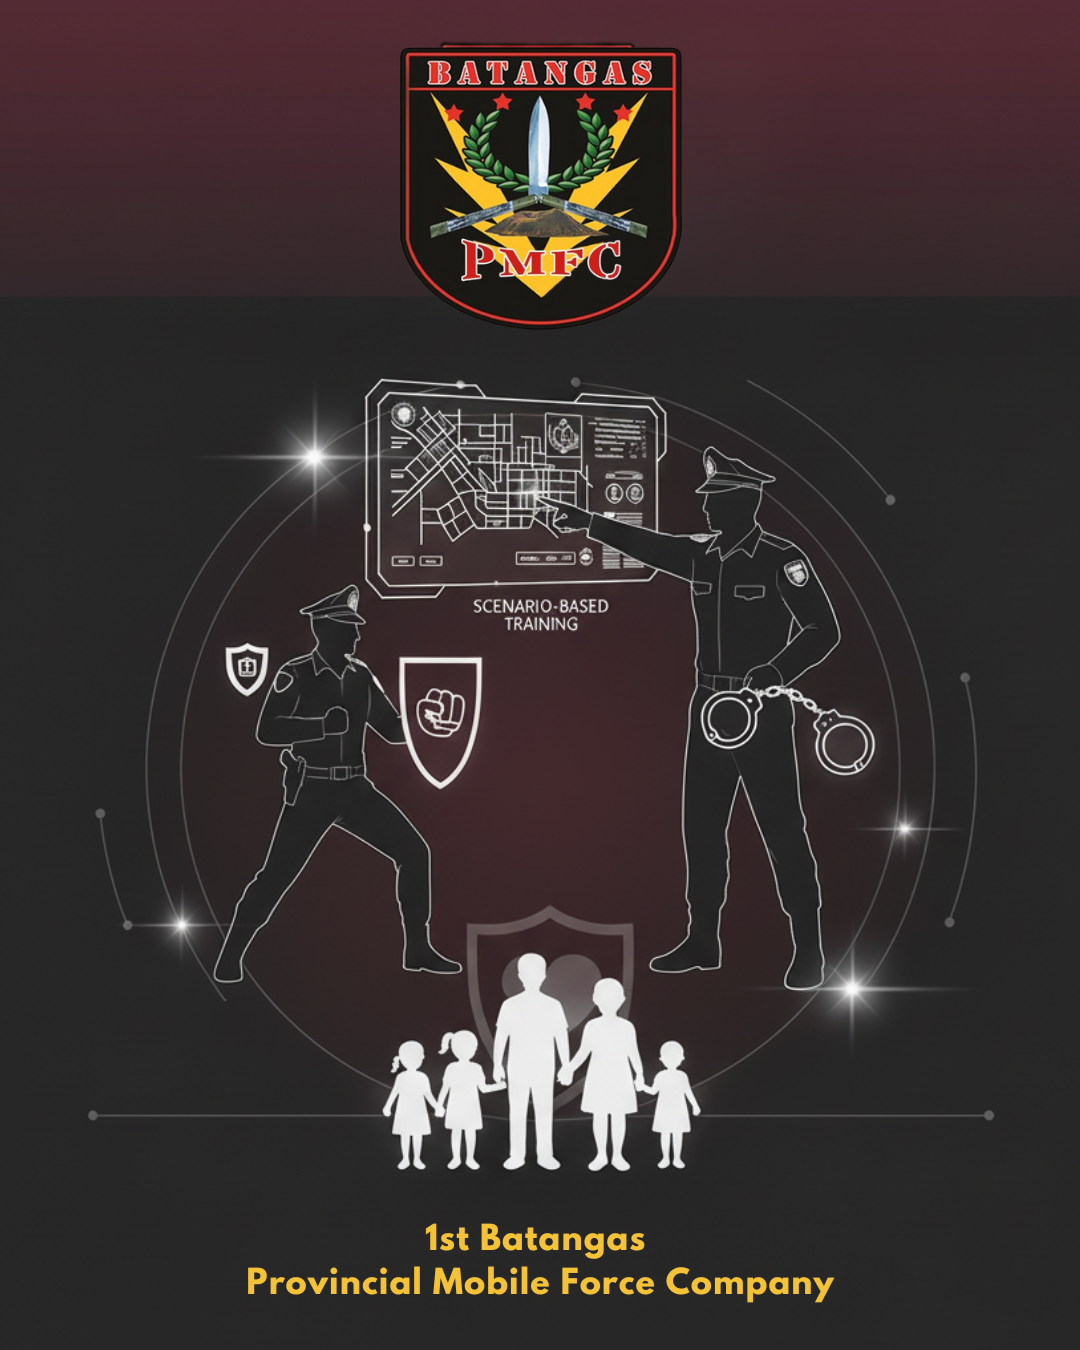 BATANGAS
PMFC
SCENARIO-BASED
TRAINING
1st Batangas
Provincial Mobile Force Company